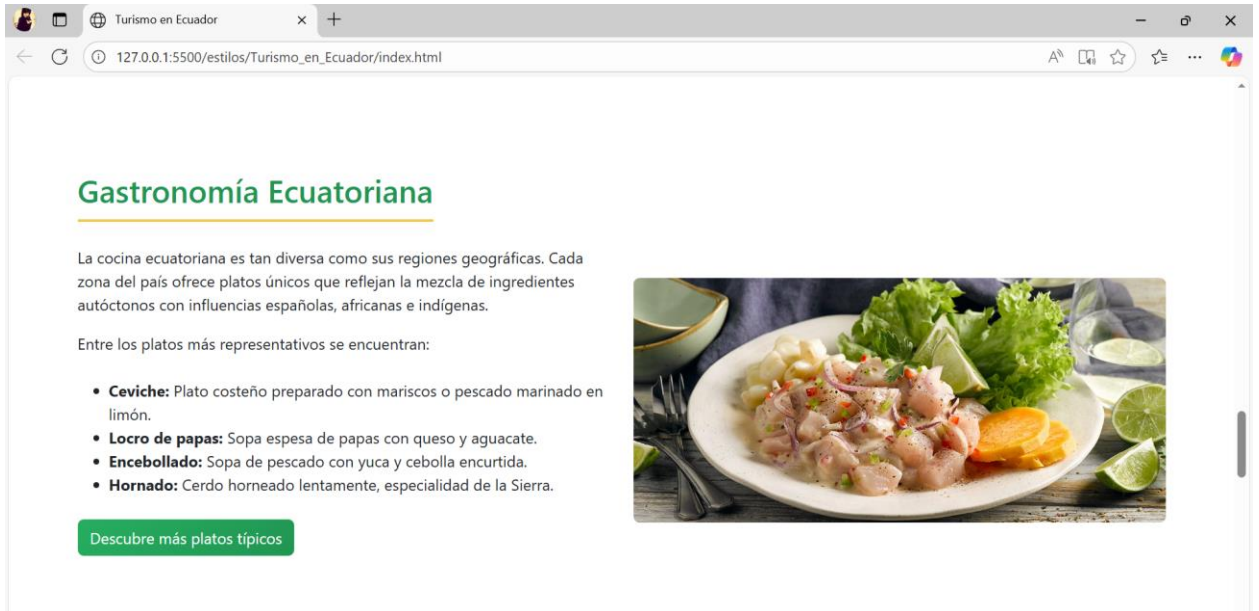 Turismo en Ecuador
127.0.0.1:5500/estilos/Turismo_en_Ecuador/index.html
Gastronomía Ecuatoriana
La cocina ecuatoriana es tan diversa como sus regiones geográficas. Cada
zona del país ofrece platos únicos que reflejan la mezcla de ingredientes
autóctonos con influencias españolas, africanas e indígenas.
Entre los platos más representativos se encuentran:
• Ceviche: Plato costeño preparado con mariscos o pescado marinado en
limón.
• Locro de papas: Sopa espesa de papas con queso y aguacate.
• Encebollado: Sopa de pescado con yuca y cebolla encurtida.
• Hornado: Cerdo horneado lentamente, especialidad de la Sierra.
Descubre más platos típicos